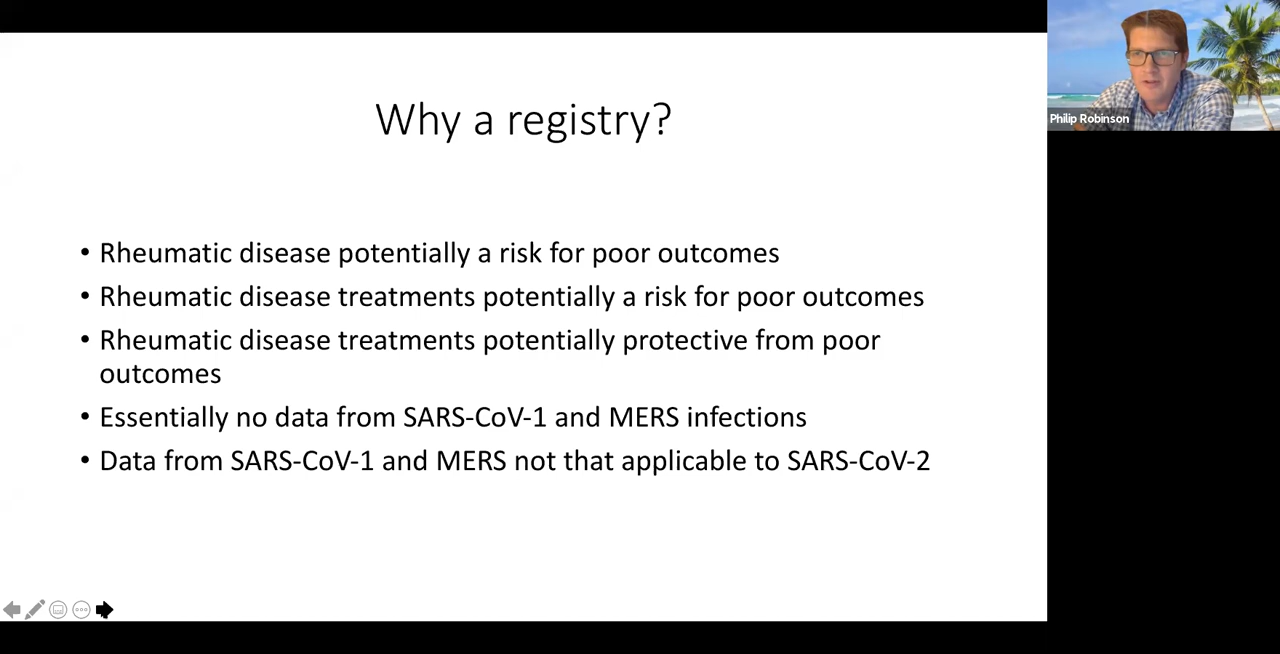 Why a registry?
• Rheumatic disease potentially a risk for poor outcomes
• Rheumatic disease treatments potentially a risk for poor outcomes
• Rheumatic disease treatments potentially protective from poor
outcomes
• Essentially no data from SARS-CoV-1 and MERS infections
• Data from SARS-CoV-1 and MERS not that applicable to SARS-CoV-2
Philip Robinson